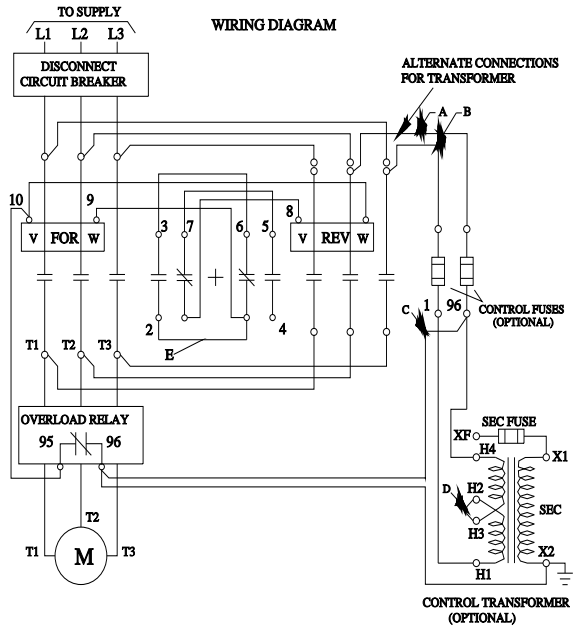 TO SUPPLY
WIRING DIAGRAM
L1 L2 L3
DISCONNECT
CIRCUIT BREAKER
ALTERNATE CONNECTIONS
FOR TRANSFORMER
A B
10 9 3 7 6 5 8
V FOR W
V REV W
2 4
E
1 96
C
CONTROL FUSES
(OPTIONAL)
T1 T2 T3
OVERLOAD RELAY
95 96
SEC FUSE
XF
H4 X1
D H2
SEC
H3
T2
T1 M T3
X2
H1
CONTROL TRANSFORMER
(OPTIONAL)